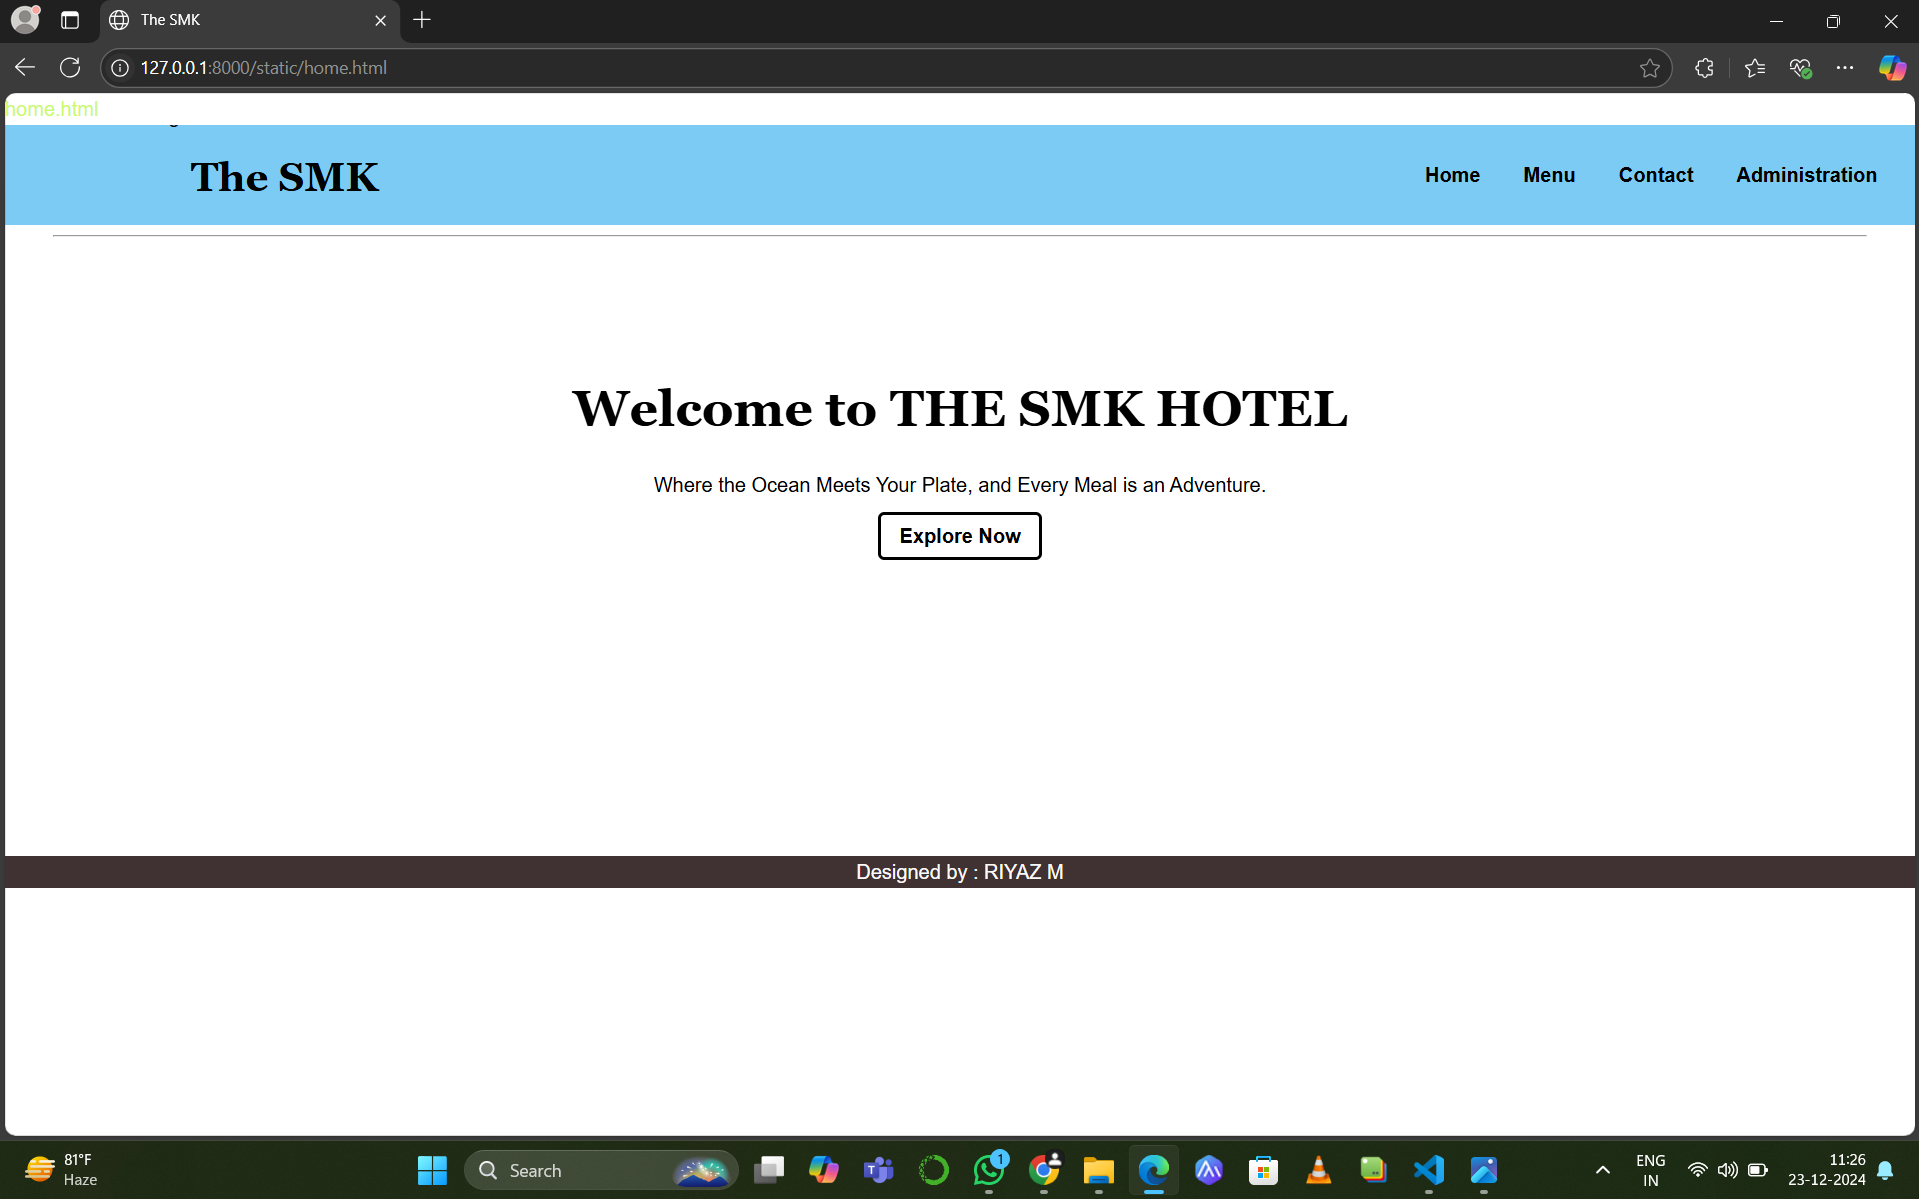 The SMK
127.0.0.1:8000/static/home.html
home.html
The SMK
Home Menu Contact Administration
Welcome to THE SMK HOTEL
Where the Ocean Meets Your Plate, and Every Meal is an Adventure.
Explore Now
Designed by : RIYAZ M
81°F
Haze
Search
1
ENG
IN
11:26
23-12-2024